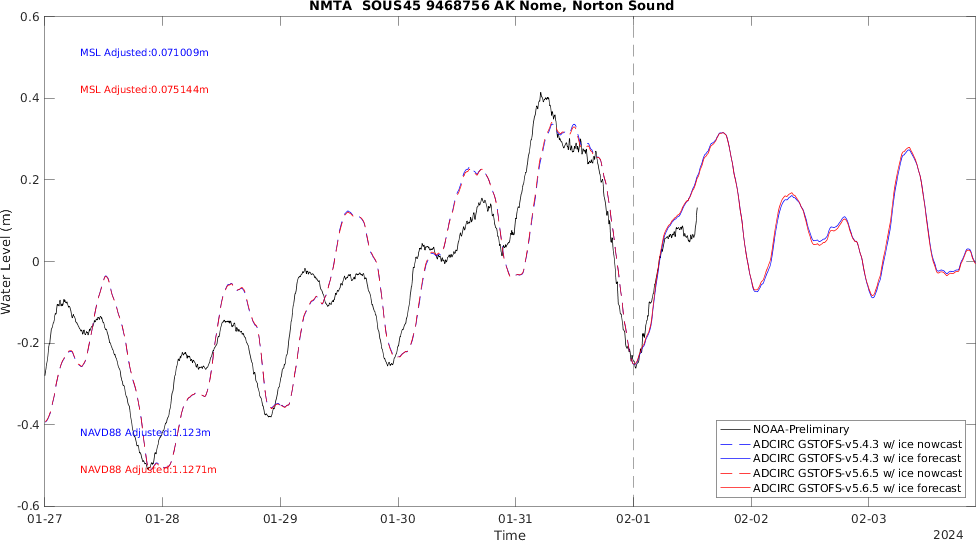 NMTA  SOUS45 9468756 AK Nome, Norton Sound
0.6
MSL Adjusted:0.071009m
MSL Adjusted:0.075144m
0.4
0.2
0
-0.2
-0.4
-0.6
Water Level (m)
NAVD88 Adjusted:1.123m
NAVD88 Adjusted:1.1271m
NOAA-Preliminary
ADCIRC GSTOFS-v5.4.3 w/ ice nowcast
ADCIRC GSTOFS-v5.4.3 w/ ice forecast
ADCIRC GSTOFS-v5.6.5 w/ ice nowcast
ADCIRC GSTOFS-v5.6.5 w/ ice forecast
01-27 01-28 01-29 01-30 01-31 02-01 02-02 02-03
Time
2024